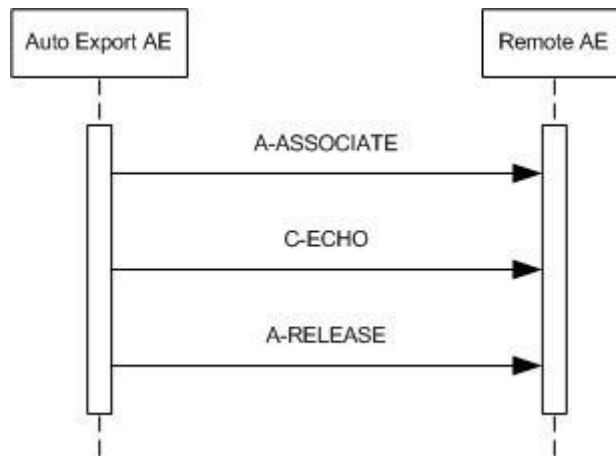 Auto Export AE
Remote AE
A-ASSOCIATE
C-ECHO
A-RELEASE